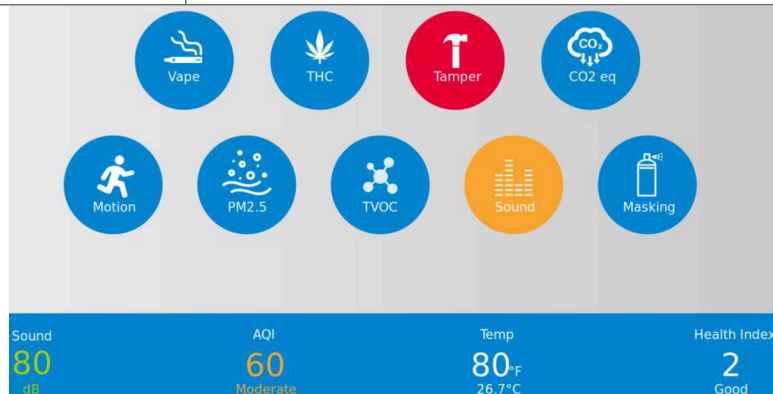 Vape
THC
Tamper
CO₂
CO2 eq
Motion
PM2.5
TVOC
Sound
Masking
Sound AQI Temp Health Index
80 60 80°F 2
dB Moderate 26.7°C Good